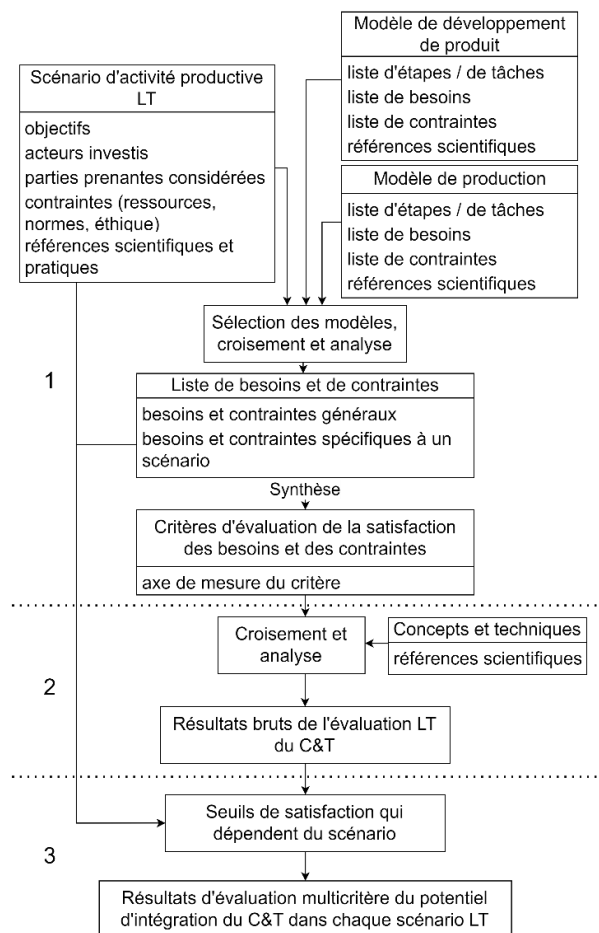 Modèle de développement
de produit
liste d'étapes / de tâches
liste de besoins
liste de contraintes
références scientifiques
Scénario d'activité productive
LT
objectifs
acteurs investis
parties prenantes considérées
contraintes (ressources,
normes, éthique)
références scientifiques et
pratiques
Modèle de production
liste d'étapes / de tâches
liste de besoins
liste de contraintes
références scientifiques
Sélection des modèles,
croisement et analyse
1
Liste de besoins et de contraintes
besoins et contraintes généraux
besoins et contraintes spécifiques à un
scénario
Synthèse
Critères d'évaluation de la satisfaction
des besoins et des contraintes
axe de mesure du critère
Croisement et
analyse
Concepts et techniques
références scientifiques
2
Résultats bruts de l'évaluation LT
du C&T
Seuils de satisfaction qui
dépendent du scénario
3
Résultats d'évaluation multicritère du potentiel
d'intégration du C&T dans chaque scénario LT